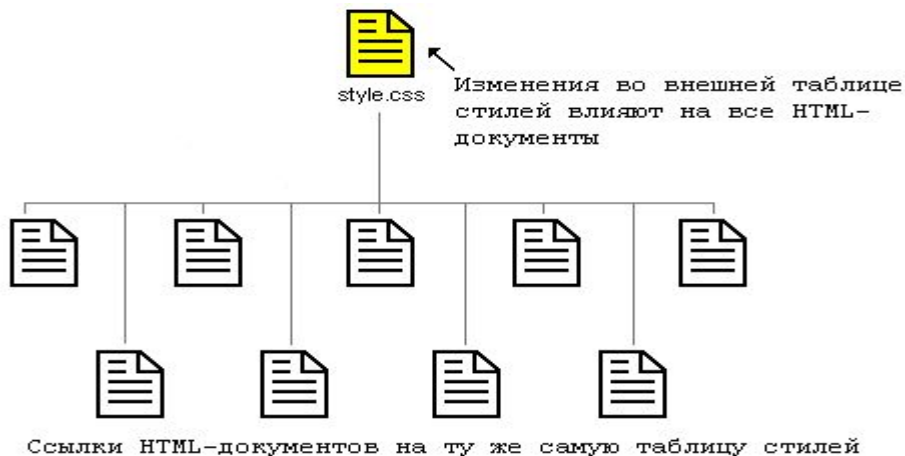 style.css
Изменения во внешней таблице
стилей влияют на все HTML-
документы
Ссылки HTML-документов на ту же самую таблицу стилей